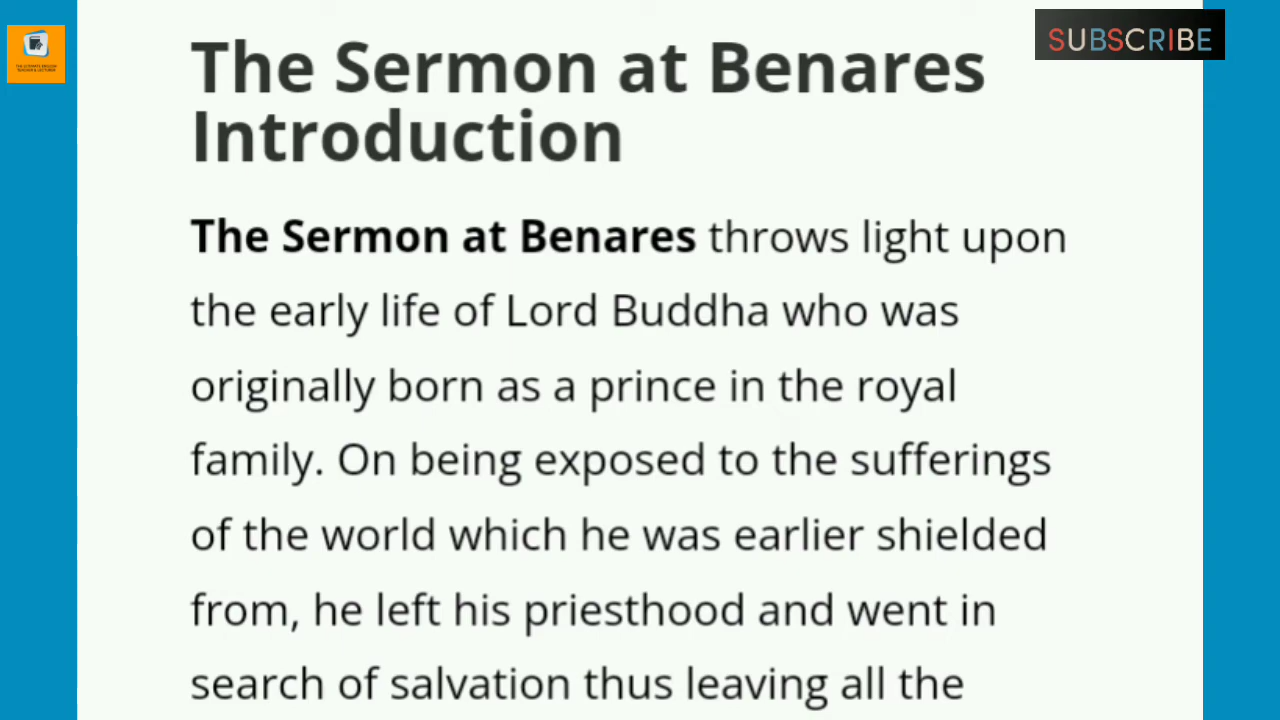 The Sermon at Benares
Introduction
SUBSCRIBE
The Sermon at Benares throws light upon
the early life of Lord Buddha who was
originally born as a prince in the royal
family. On being exposed to the sufferings
of the world which he was earlier shielded
from, he left his priesthood and went in
search of salvation thus leaving all the